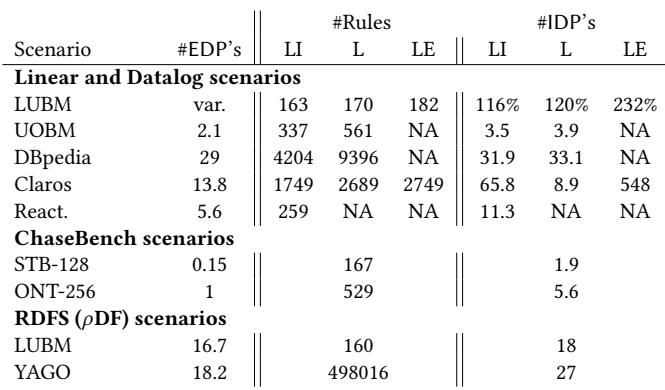 #Rules #IDP's
Scenario #EDP's LI L LE LI L LE
Linear and Datalog scenarios
LUBM var. 163 170 182 116% 120% 232%
UOBM 2.1 337 561 NA 3.5 3.9 NA
DBpedia 29 4204 9396 NA 31.9 33.1 NA
Claros 13.8 1749 2689 2749 65.8 8.9 548
React. 5.6 259 NA NA 11.3 NA NA
ChaseBench scenarios
STB-128 0.15 167 1.9
ONT-256 1 529 5.6
RDFS (ρDF) scenarios
LUBM 16.7 160 18
YAGO 18.2 498016 27